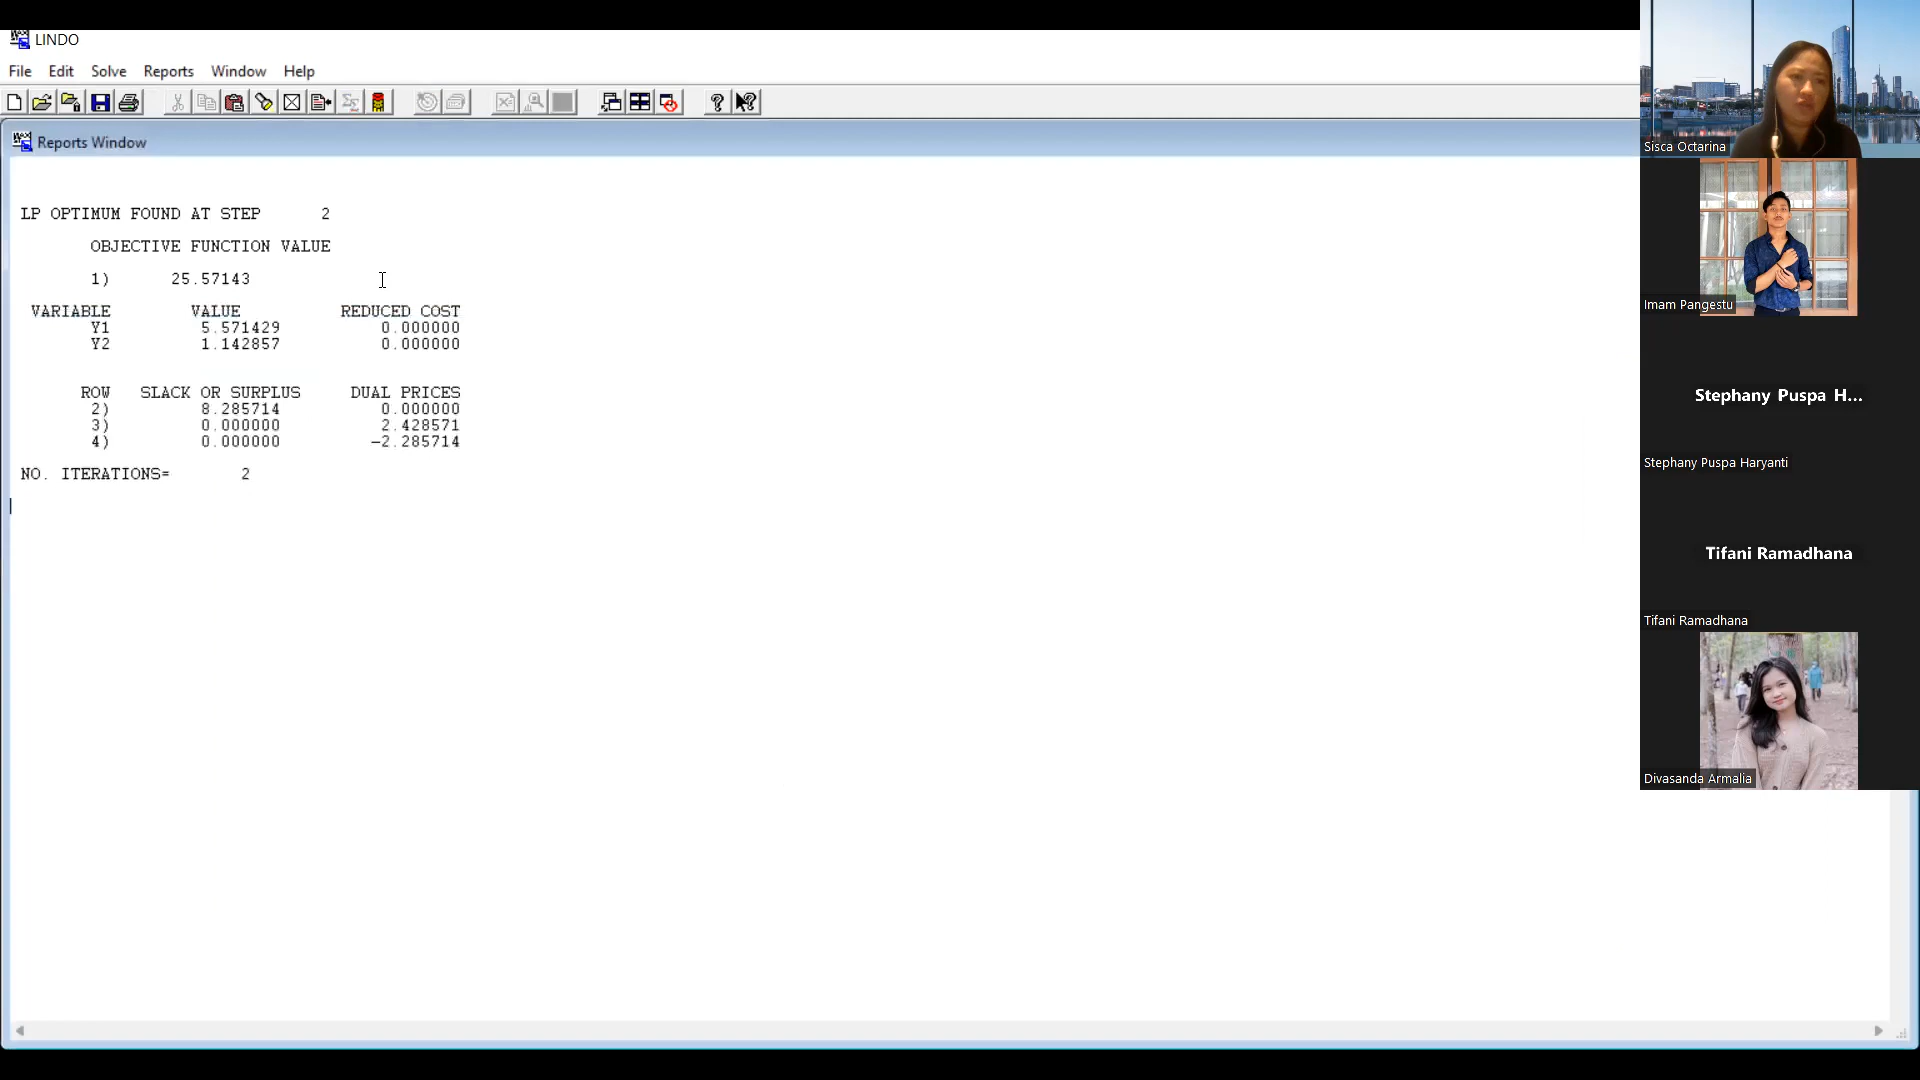 LINDO
File Edit Solve Reports Window Help
Reports Window
LP OPTIMUM FOUND AT STEP 2
OBJECTIVE FUNCTION VALUE
1) 25.57143
VARIABLE VALUE REDUCED COST
Y1 5.571429 0.000000
Y2 1.142857 0.000000
ROW SLACK OR SURPLUS DUAL PRICES
2) 8.285714 0.000000
3) 0.000000 2.428571
4) 0.000000 -2.285714
NO. ITERATIONS= 2
Sisca Octarina
Imam Pangestu
Stephany Puspa H...
Stephany Puspa Haryanti
Tifani Ramadhana
Tifani Ramadhana
Divasanda Armalia